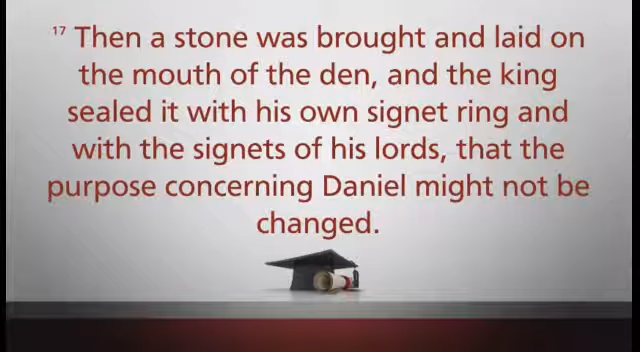 17 Then a stone was brought and laid on
the mouth of the den, and the king
sealed it with his own signet ring and
with the signets of his lords, that the
purpose concerning Daniel might not be
changed.